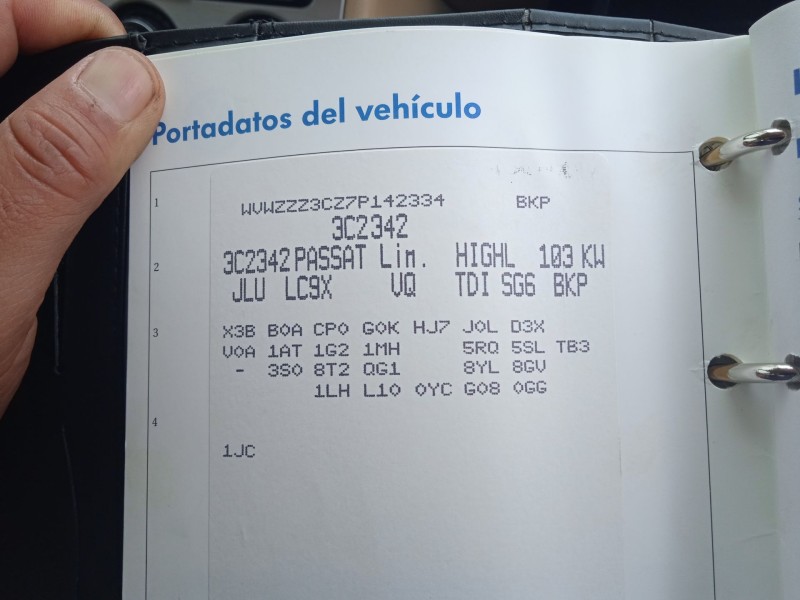 Portadatos del vehículo
1 WVWZZZ3CZ7P142334 BKP
3C2342
2 3C2342 PASSAT Lim. HIGHL 103 KW
JLU LC9X VQ TDI SG6 BKP
3 X3B B0A CP0 G0K HJ7 J0L D3X
V0A 1AT 1G2 1MH 5RQ 5SL TB3
- 3S0 8T2 QG1 8YL 8GV
1LH L10 0YC G08 0GG
4
1JC